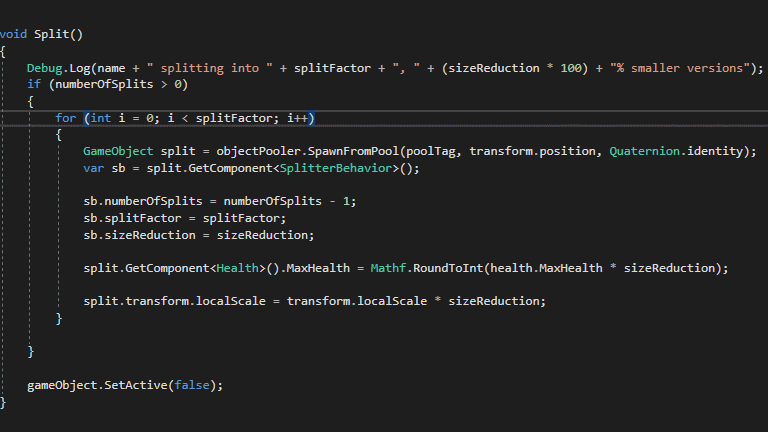 void Split()
{
Debug.Log(name + " splitting into " + splitFactor + ", " + (sizeReduction * 100) + "% smaller versions");
if (numberOfSplits > 0)
{
for (int i = 0; i < splitFactor; i++)
{
GameObject split = objectPooler.SpawnFromPool(poolTag, transform.position, Quaternion.identity);
var sb = split.GetComponent<SplitterBehavior>();
sb.numberOfSplits = numberOfSplits - 1;
sb.splitFactor = splitFactor;
sb.sizeReduction = sizeReduction;
split.GetComponent<Health>().MaxHealth = Mathf.RoundToInt(health.MaxHealth * sizeReduction);
split.transform.localScale = transform.localScale * sizeReduction;
}
}
gameObject.SetActive(false);
}